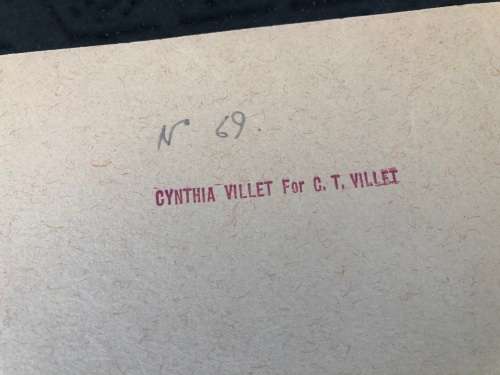 N° 69.
CYNTHIA VILLET For C. T. VILLET